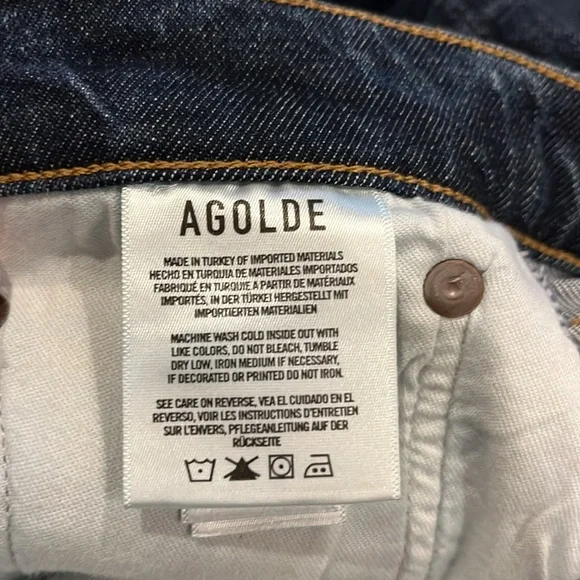 AGOLDE
MADE IN TURKEY OF IMPORTED MATERIALS
HECHO EN TURQUIA DE MATERIALES IMPORTADOS
FABRIQUÉ EN TURQUIE A PARTIR DE MATÉRIAUX
IMPORTÉS, IN DER TÜRKEI HERGESTELLT MIT
IMPORTIERTEN MATERIALIEN
MACHINE WASH COLD INSIDE OUT WITH
LIKE COLORS, DO NOT BLEACH, TUMBLE
DRY LOW, IRON MEDIUM IF NECESSARY,
IF DECORATED OR PRINTED DO NOT IRON.
SEE CARE ON REVERSE, VEA EL CUIDADO EN EL
REVERSO, VOIR LES INSTRUCTIONS D'ENTRETIEN
SUR L'ENVERS, PFLEGEANLEITUNG AUF DER
RÜCKSEITE